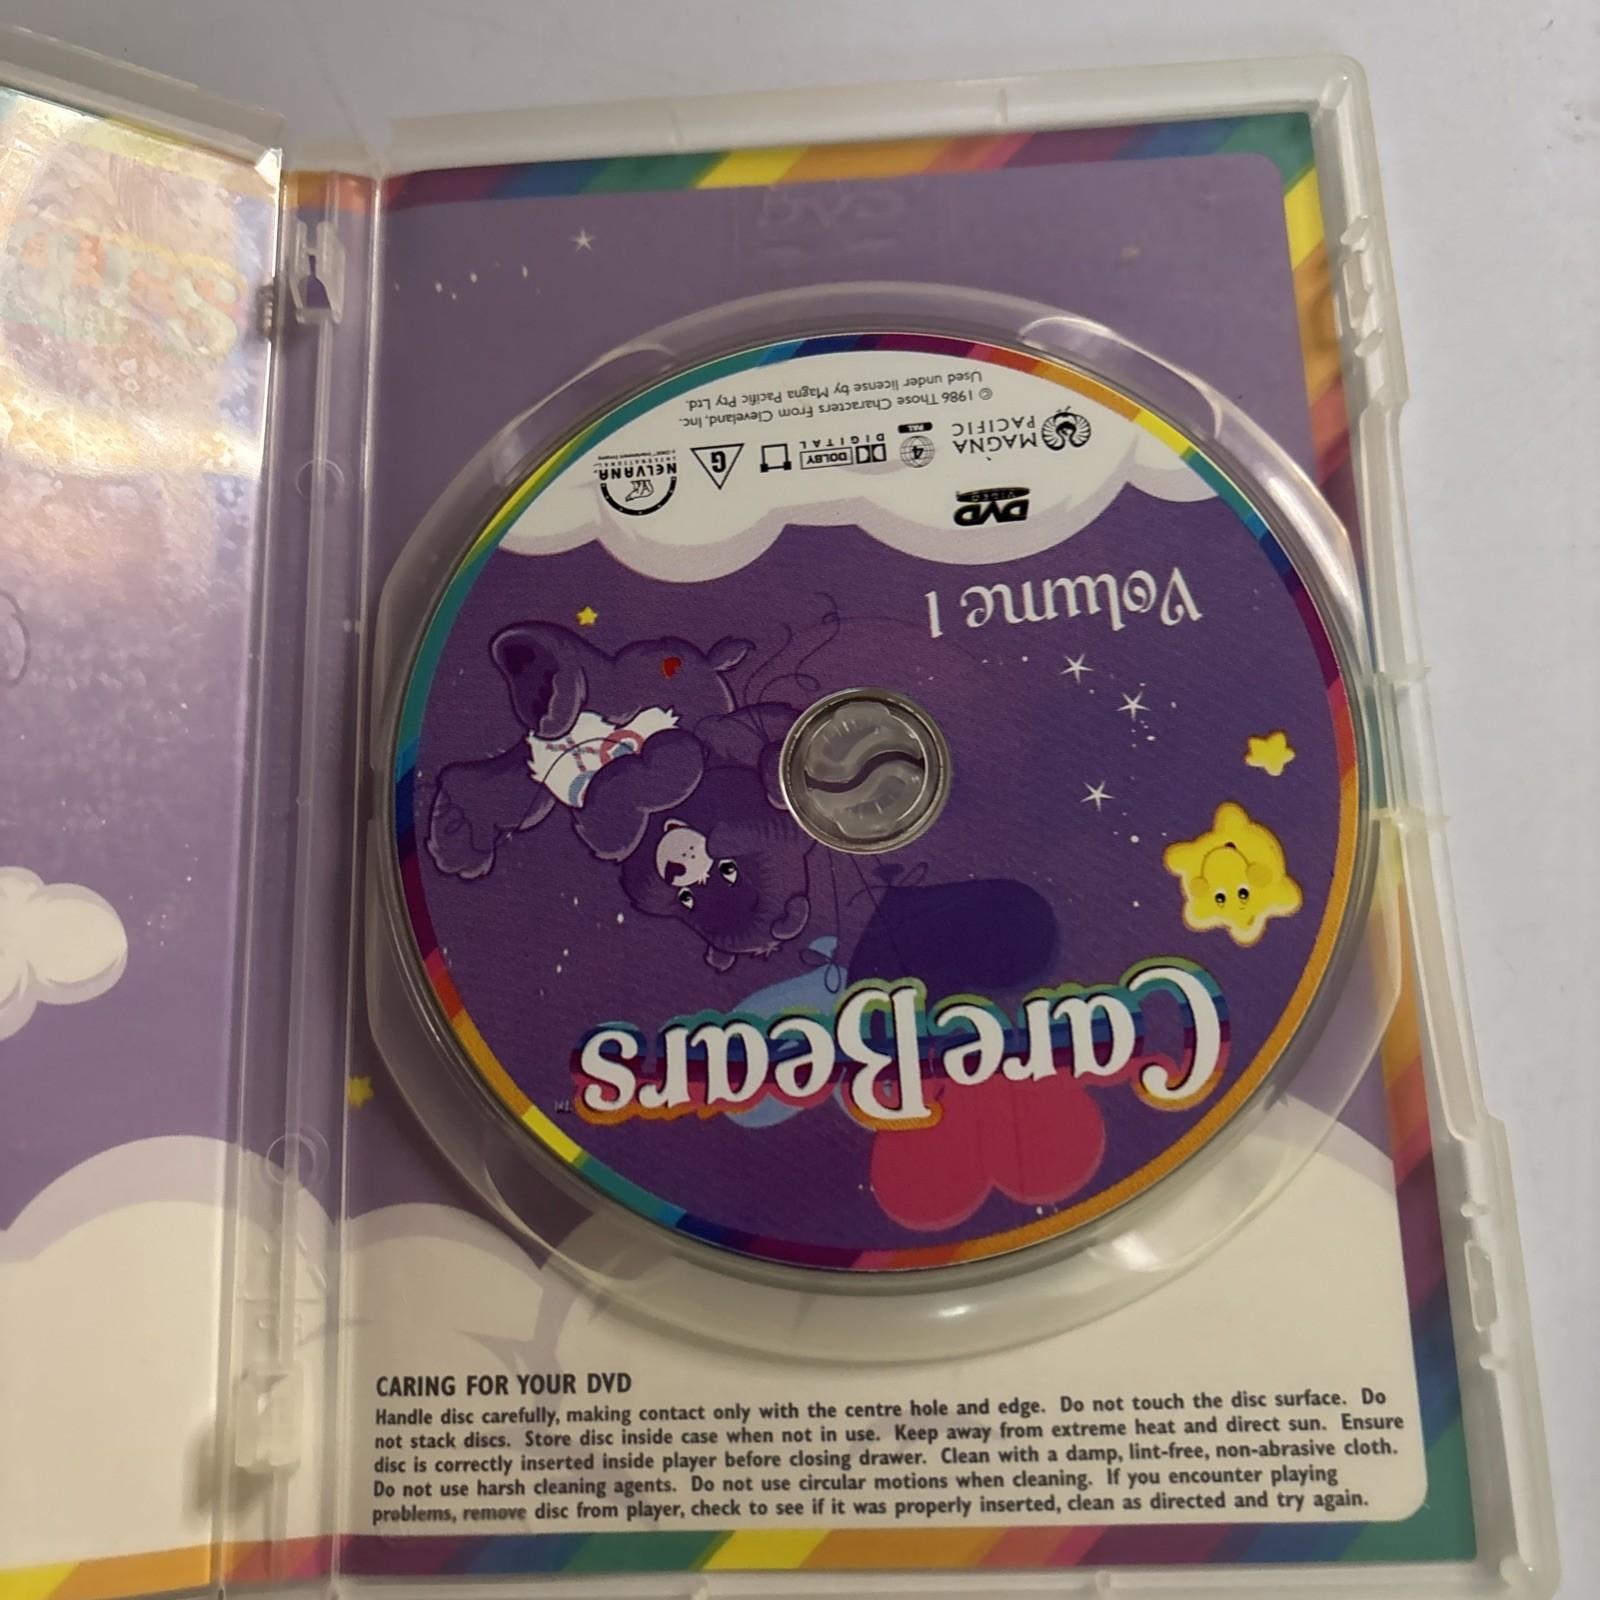 CareBears™
Volume 1
DVD
VIDEO
MAGNA
PACIFIC
4
PAL
DOLBY
DIGITAL
G
NELVANA
INTERNATIONAL
© 1986 Those Characters From Cleveland, Inc.
Used under license by Magna Pacific Pty Ltd.
CARING FOR YOUR DVD
Handle disc carefully, making contact only with the centre hole and edge. Do not touch the disc surface. Do
not stack discs. Store disc inside case when not in use. Keep away from extreme heat and direct sun. Ensure
disc is correctly inserted inside player before closing drawer. Clean with a damp, lint-free, non-abrasive cloth.
Do not use harsh cleaning agents. Do not use circular motions when cleaning. If you encounter playing
problems, remove disc from player, check to see if it was properly inserted, clean as directed and try again.